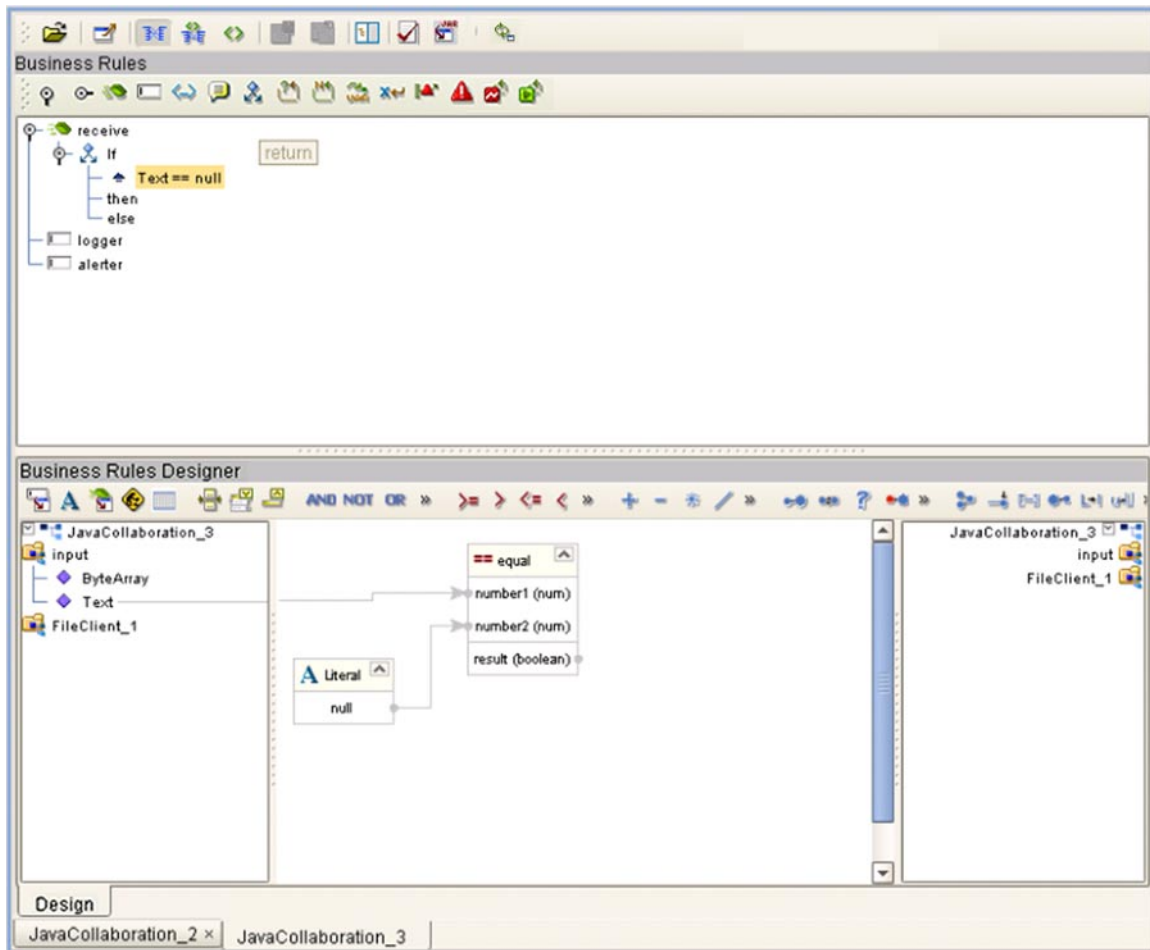 Business Rules
receive
If
return
Text == null
then
else
logger
alerter
Business Rules Designer
A AND NOT OR » >= > <= < » + - * / » ? » »
JavaCollaboration_3
JavaCollaboration_3
input
input
ByteArray
FileClient_1
Text
FileClient_1
== equal
number1 (num)
number2 (num)
result (boolean)
A Literal
null
Design
JavaCollaboration_2 ×
JavaCollaboration_3